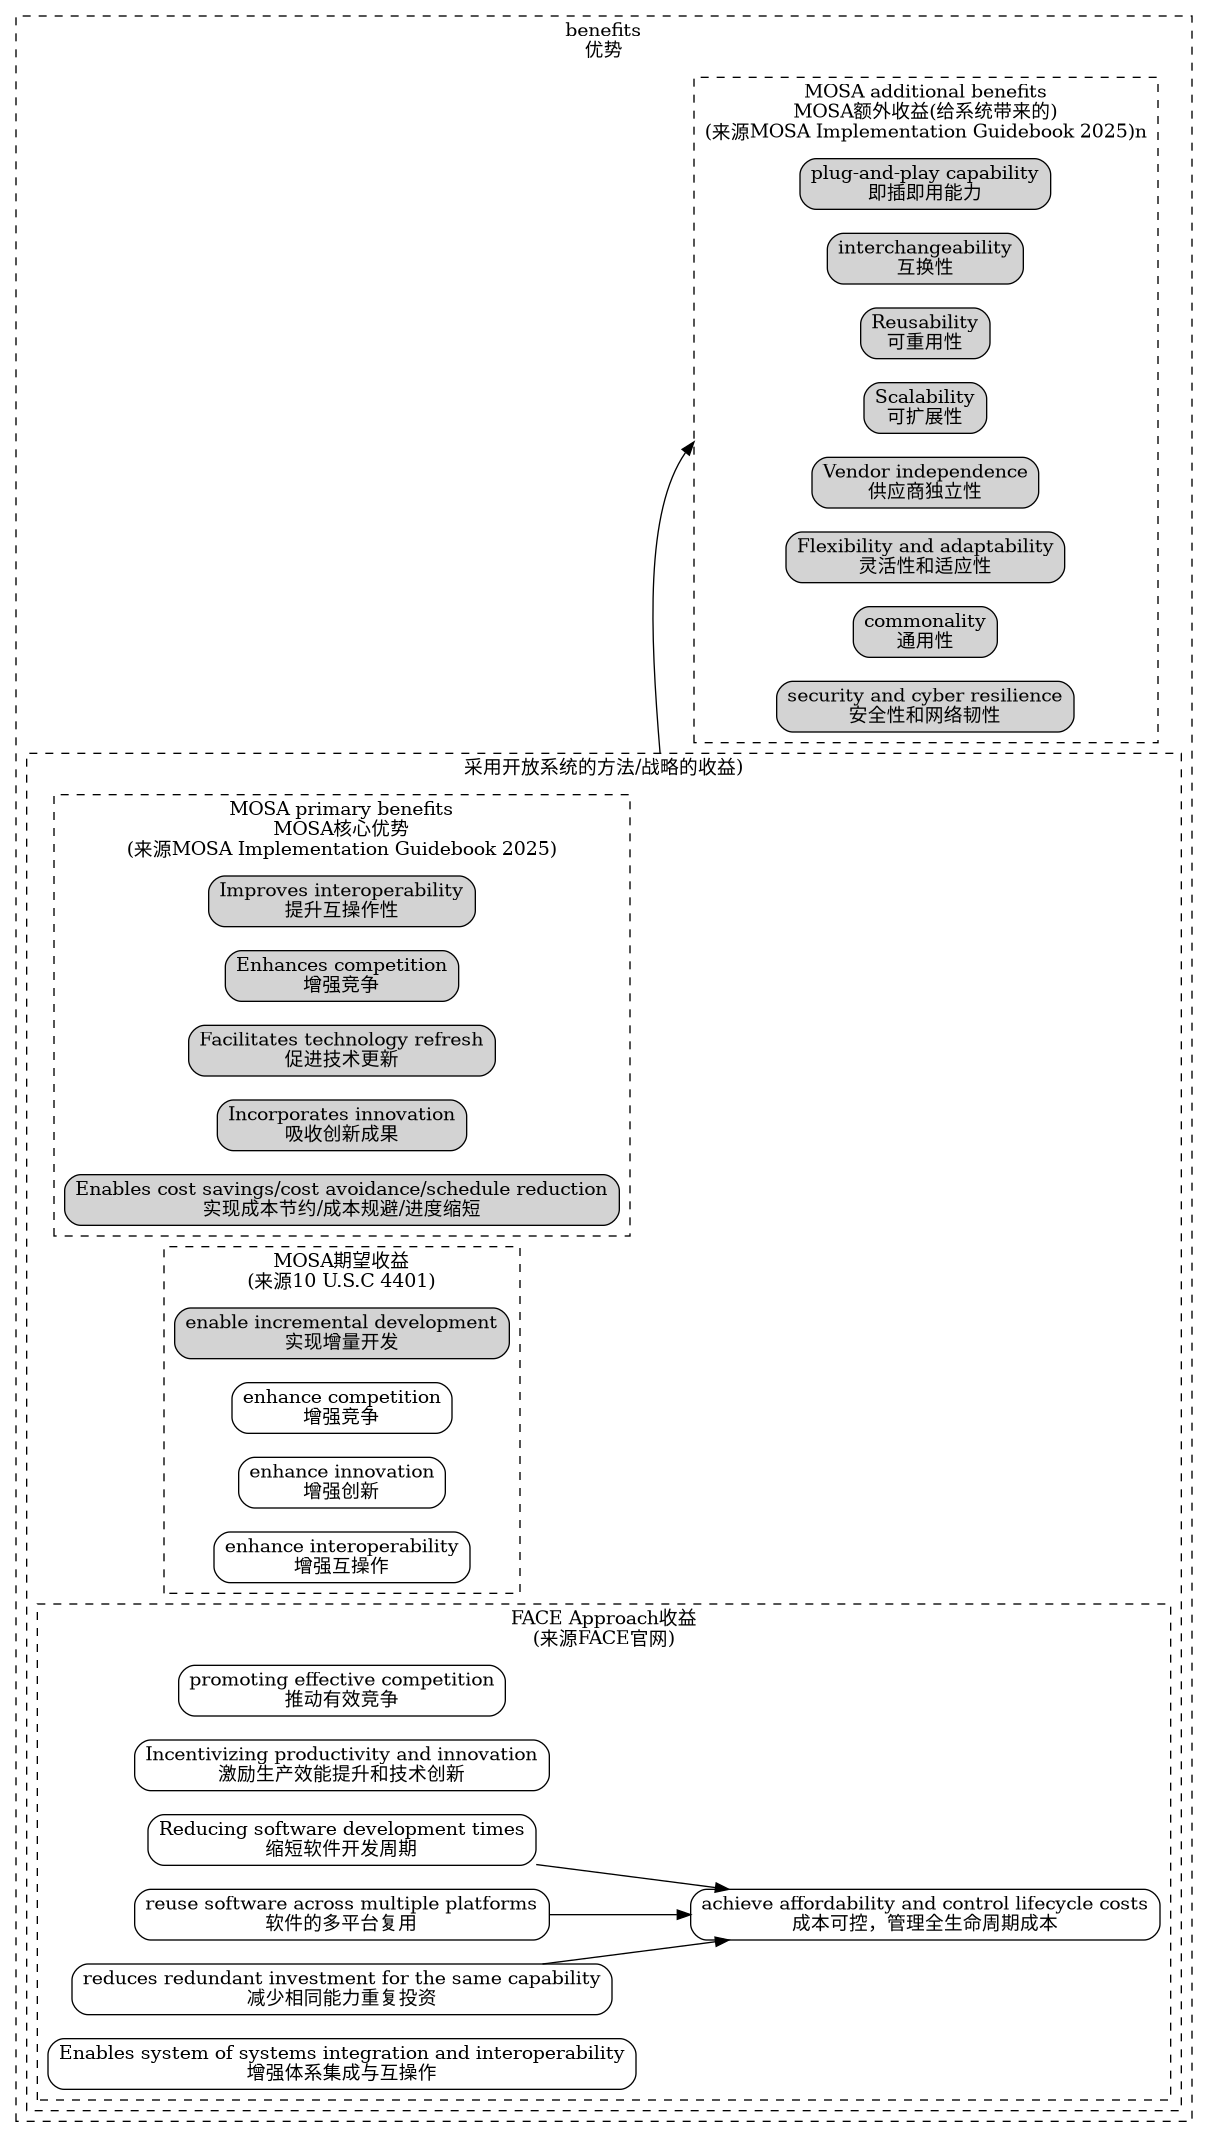 benefits
优势
MOSA additional benefits
MOSA额外收益(给系统带来的)
(来源MOSA Implementation Guidebook 2025)n
plug-and-play capability
即插即用能力
interchangeability
互换性
Reusability
可重用性
Scalability
可扩展性
Vendor independence
供应商独立性
Flexibility and adaptability
灵活性和适应性
commonality
通用性
security and cyber resilience
安全性和网络韧性
采用开放系统的方法/战略的收益)
MOSA primary benefits
MOSA核心优势
(来源MOSA Implementation Guidebook 2025)
Improves interoperability
提升互操作性
Enhances competition
增强竞争
Facilitates technology refresh
促进技术更新
Incorporates innovation
吸收创新成果
Enables cost savings/cost avoidance/schedule reduction
实现成本节约/成本规避/进度缩短
MOSA期望收益
(来源10 U.S.C 4401)
enable incremental development
实现增量开发
enhance competition
增强竞争
enhance innovation
增强创新
enhance interoperability
增强互操作
FACE Approach收益
(来源FACE官网)
promoting effective competition
推动有效竞争
Incentivizing productivity and innovation
激励生产效能提升和技术创新
Reducing software development times
缩短软件开发周期
reuse software across multiple platforms
软件的多平台复用
achieve affordability and control lifecycle costs
成本可控，管理全生命周期成本
reduces redundant investment for the same capability
减少相同能力重复投资
Enables system of systems integration and interoperability
增强体系集成与互操作